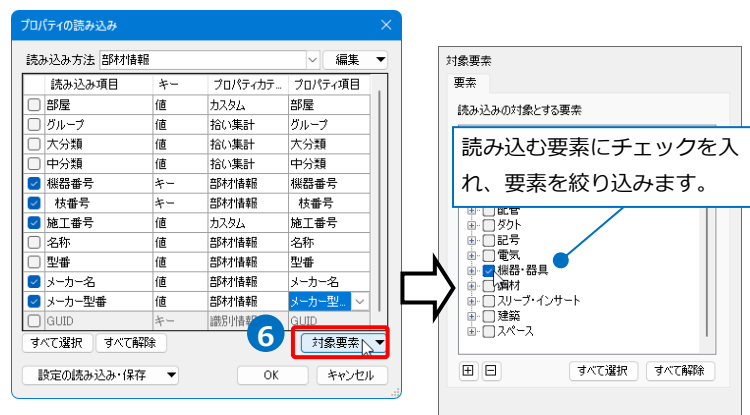 プロパティの読み込み
読み込み方法 部材情報 編集
読み込み項目 キー プロパティカテ... プロパティ項目
部屋 値 カスタム 部屋
グループ 値 拾い集計 グループ
大分類 値 拾い集計 大分類
中分類 値 拾い集計 中分類
機器番号 キー 部材情報 機器番号
枝番号 キー 部材情報 枝番号
施工番号 値 カスタム 施工番号
名称 値 部材情報 名称
型番 値 部材情報 型番
メーカー名 値 部材情報 メーカー名
メーカー型番 値 部材情報 メーカー型...
GUID キー 識別情報 GUID
すべて選択 すべて解除 6 対象要素
設定の読み込み・保存 OK キャンセル
対象要素
要素
読み込みの対象とする要素
読み込む要素にチェックを入
れ、要素を絞り込みます。
配管
ダクト
記号
電気
機器・器具
鋼材
スリーブ・インサート
建築
スペース
すべて選択 すべて解除